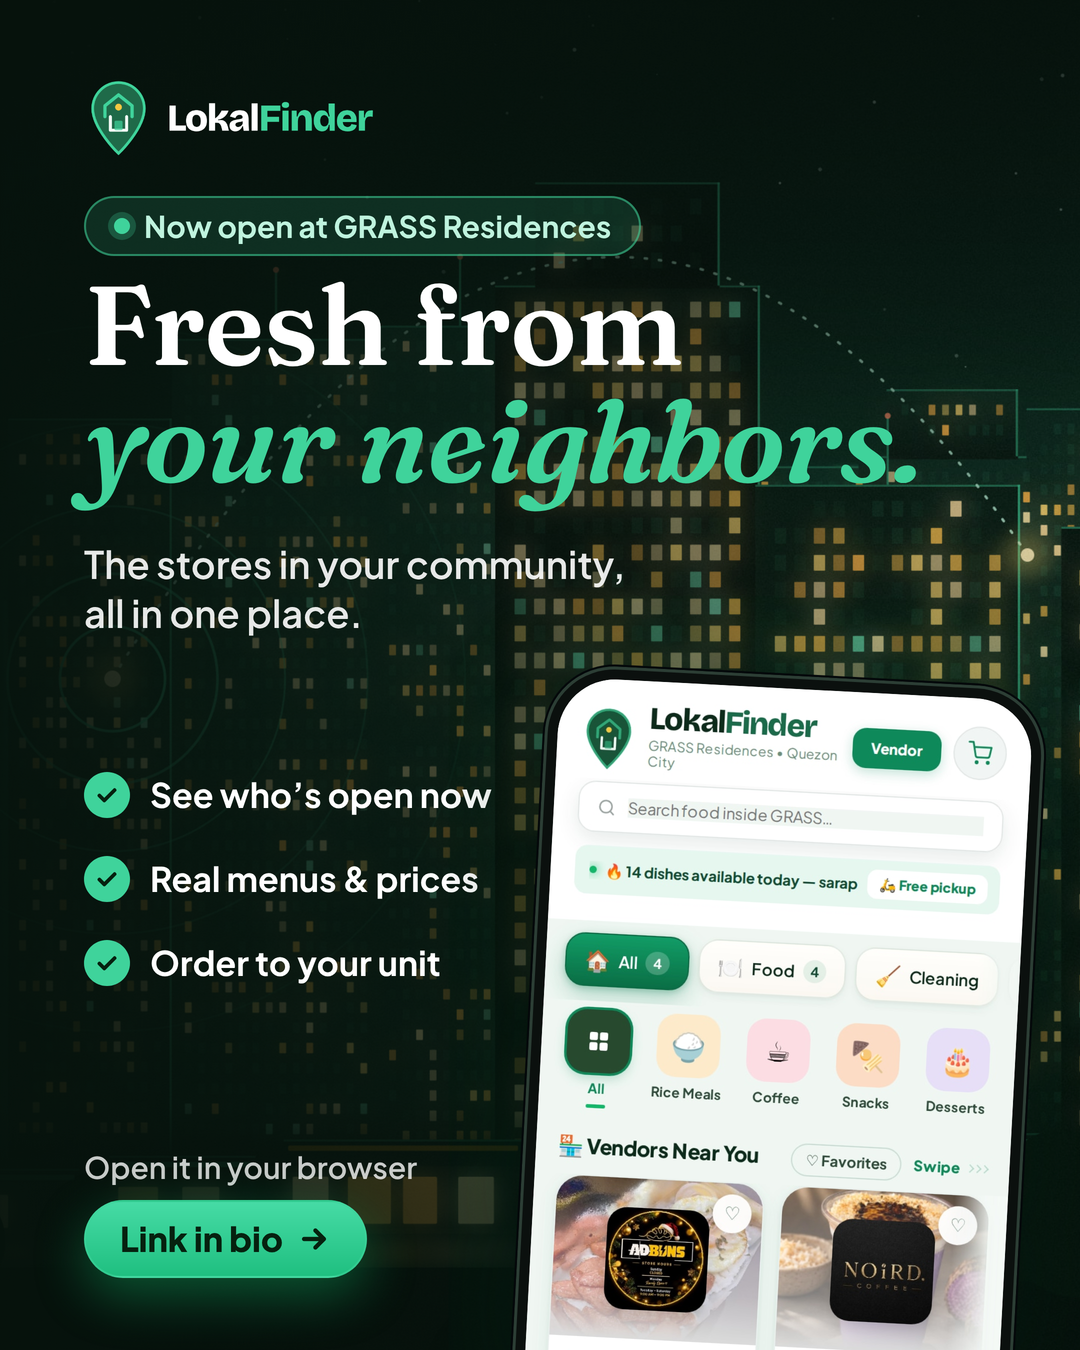 LokalFinder
Now open at GRASS Residences
Fresh from
your neighbors.
The stores in your community,
all in one place.
See who's open now
Real menus & prices
Order to your unit
Open it in your browser
Link in bio →
LokalFinder
GRASS Residences • Quezon
City
Vendor
Search food inside GRASS...
14 dishes available today — sarap
Free pickup
All 4
Food 4
Cleaning
All
Rice Meals
Coffee
Snacks
Desserts
Vendors Near You
♡ Favorites
Swipe >>>
ADBUNS
NOiRD.
COFFEE